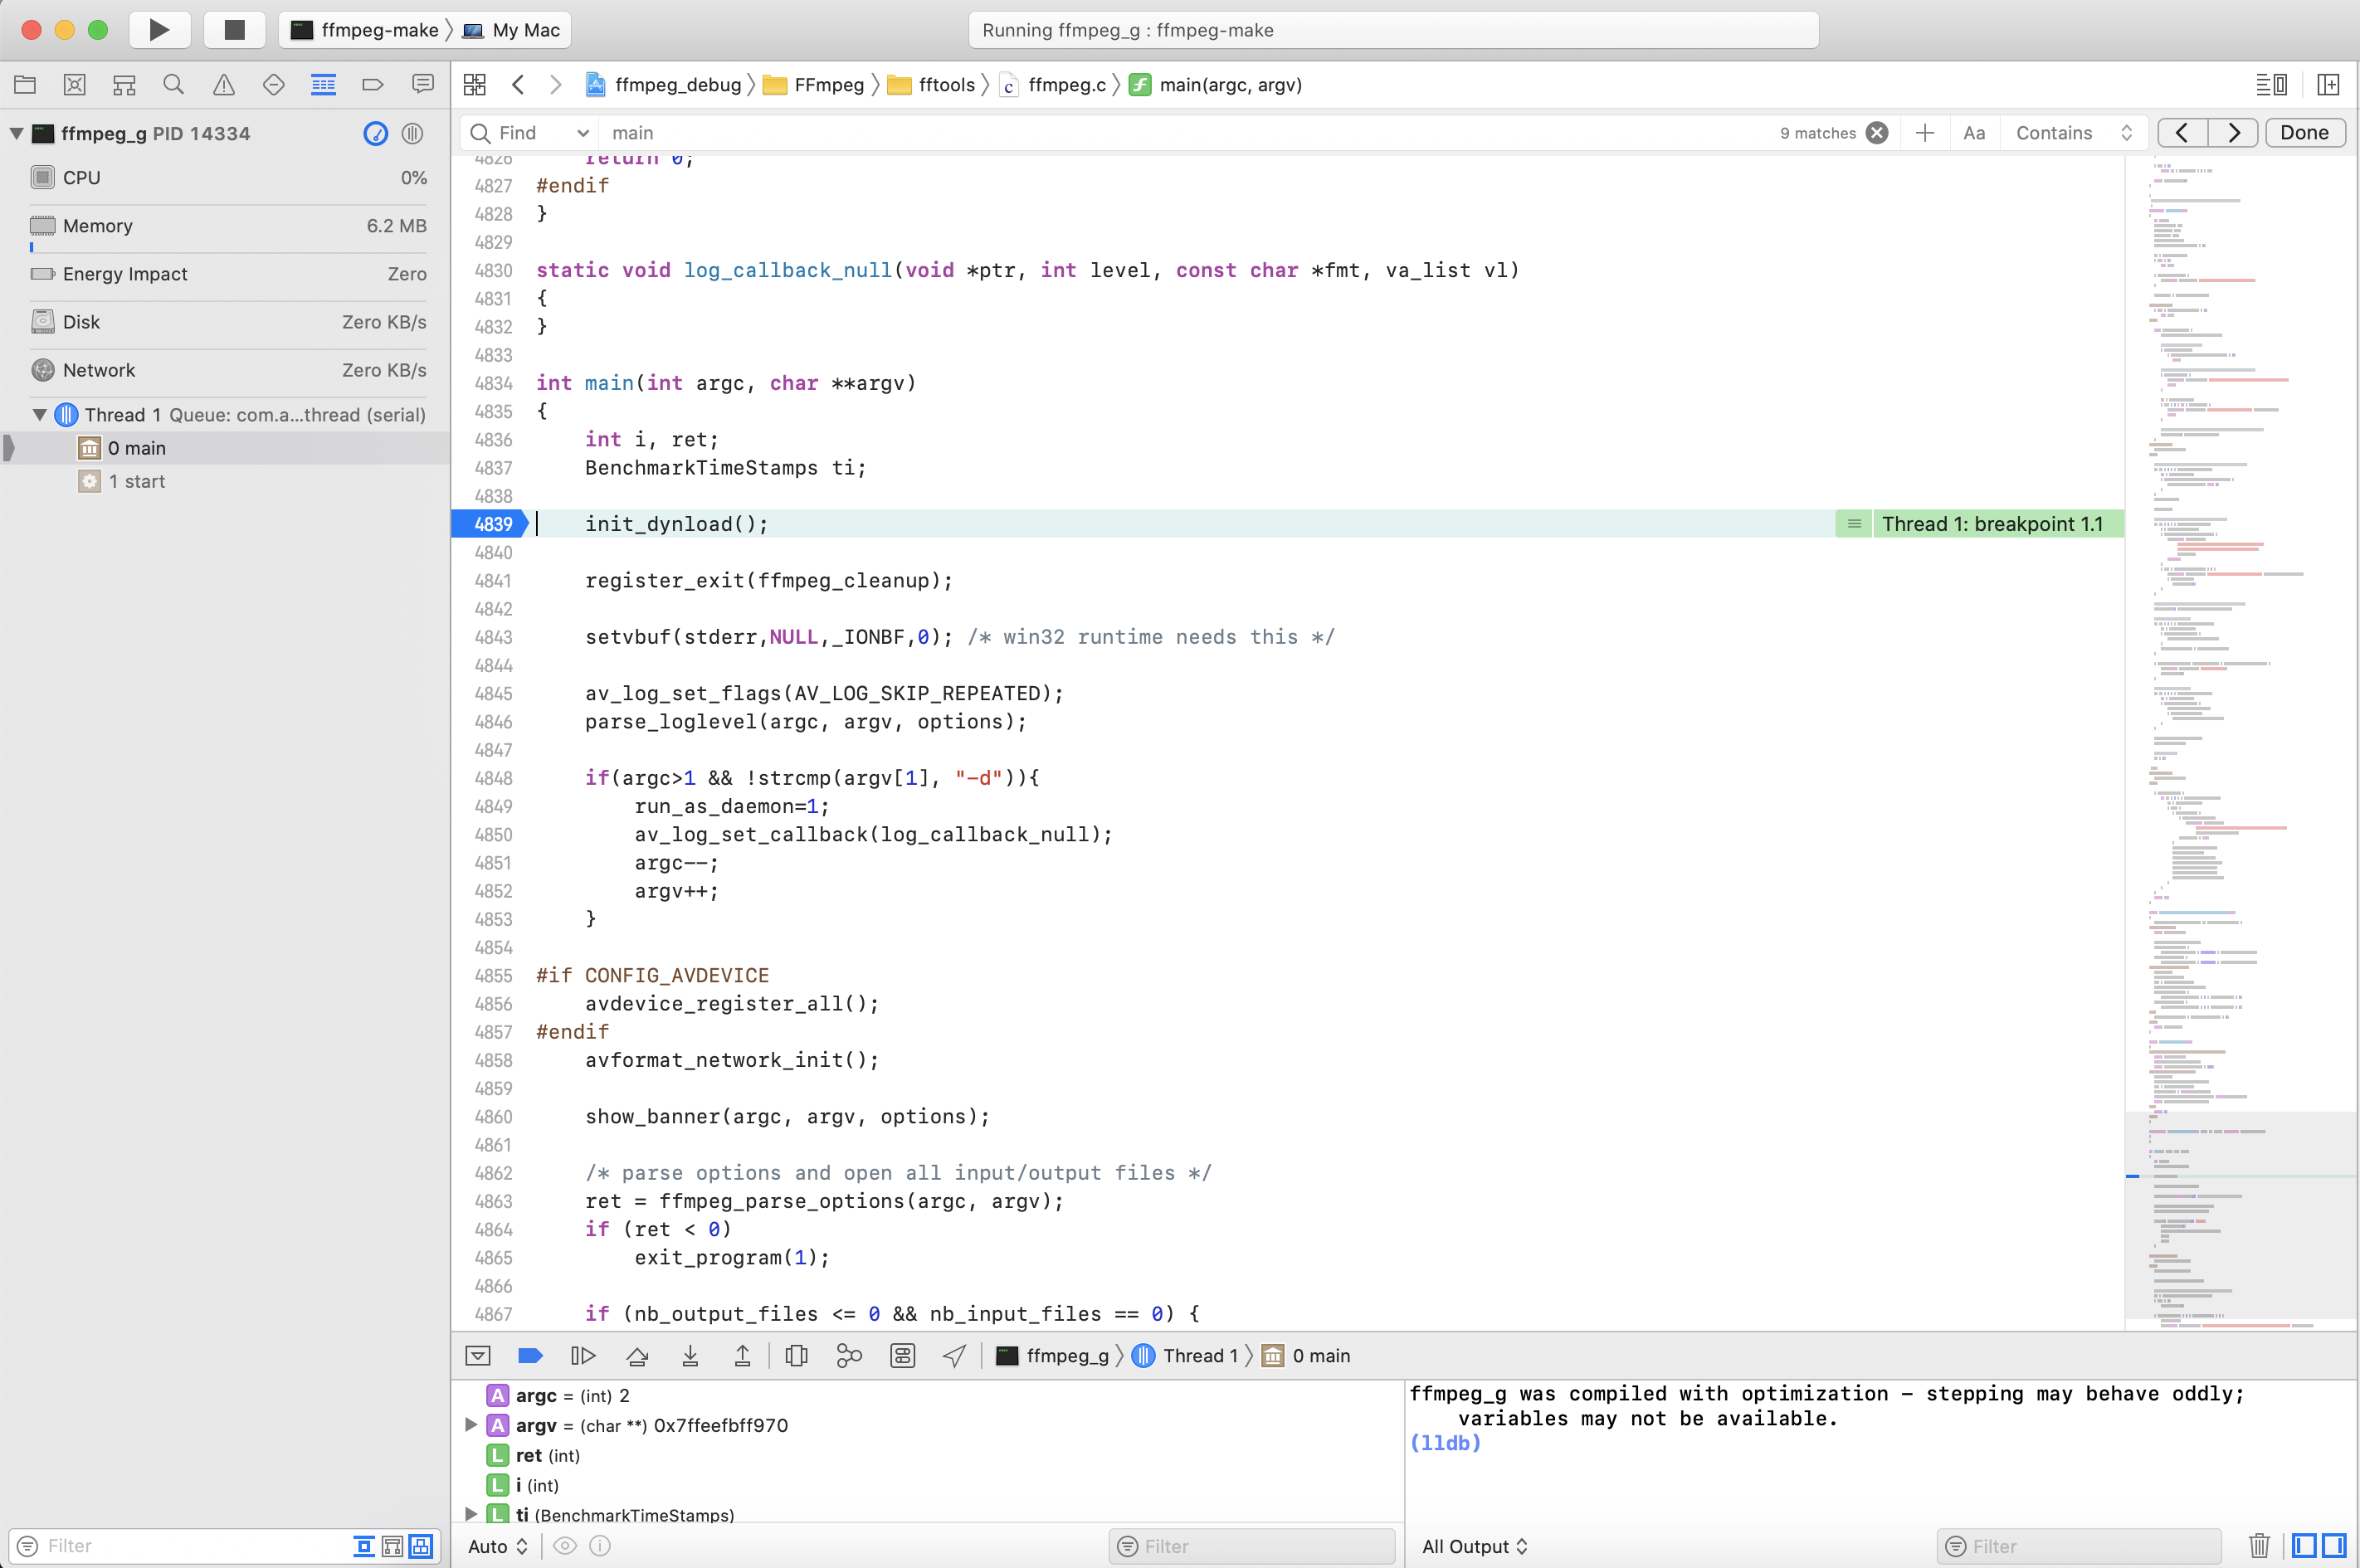 ffmpeg-make My Mac
Running ffmpeg_g : ffmpeg-make
ffmpeg_debug FFmpeg fftools ffmpeg.c main(argc, argv)
Find main 9 matches Aa Contains Done
ffmpeg_g PID 14334
CPU 0%
Memory 6.2 MB
Energy Impact Zero
Disk Zero KB/s
Network Zero KB/s
Thread 1 Queue: com.a...thread (serial)
0 main
1 start
Filter
4826     return 0;
4827 #endif
4828 }
4829
4830 static void log_callback_null(void *ptr, int level, const char *fmt, va_list vl)
4831 {
4832 }
4833
4834 int main(int argc, char **argv)
4835 {
4836     int i, ret;
4837     BenchmarkTimeStamps ti;
4838
4839     init_dynload(); Thread 1: breakpoint 1.1
4840
4841     register_exit(ffmpeg_cleanup);
4842
4843     setvbuf(stderr,NULL,_IONBF,0); /* win32 runtime needs this */
4844
4845     av_log_set_flags(AV_LOG_SKIP_REPEATED);
4846     parse_loglevel(argc, argv, options);
4847
4848     if(argc>1 && !strcmp(argv[1], "-d")){
4849         run_as_daemon=1;
4850         av_log_set_callback(log_callback_null);
4851         argc--;
4852         argv++;
4853     }
4854
4855 #if CONFIG_AVDEVICE
4856     avdevice_register_all();
4857 #endif
4858     avformat_network_init();
4859
4860     show_banner(argc, argv, options);
4861
4862     /* parse options and open all input/output files */
4863     ret = ffmpeg_parse_options(argc, argv);
4864     if (ret < 0)
4865         exit_program(1);
4866
4867     if (nb_output_files <= 0 && nb_input_files == 0) {
ffmpeg_g Thread 1 0 main
A argc = (int) 2
A argv = (char **) 0x7ffeefbff970
L ret (int)
L i (int)
L ti (BenchmarkTimeStamps)
Auto Filter
ffmpeg_g was compiled with optimization - stepping may behave oddly;
    variables may not be available.
(lldb)
All Output Filter